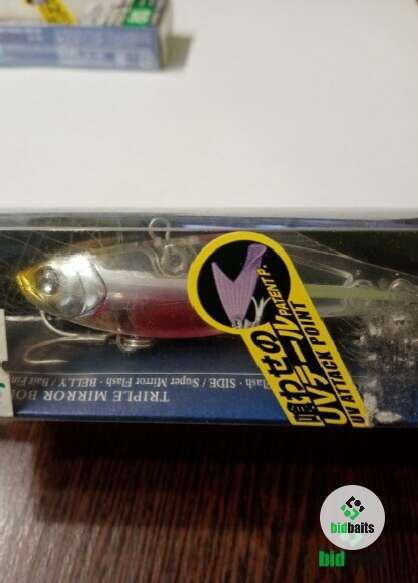 PATENT P.
喰わせの
UVテール
UV ATTACK POINT
Flash · SIDE / Super Mirror Flash · BELLY / Bait Fish
TRIPLE MIRROR BO
bidbaits
bid